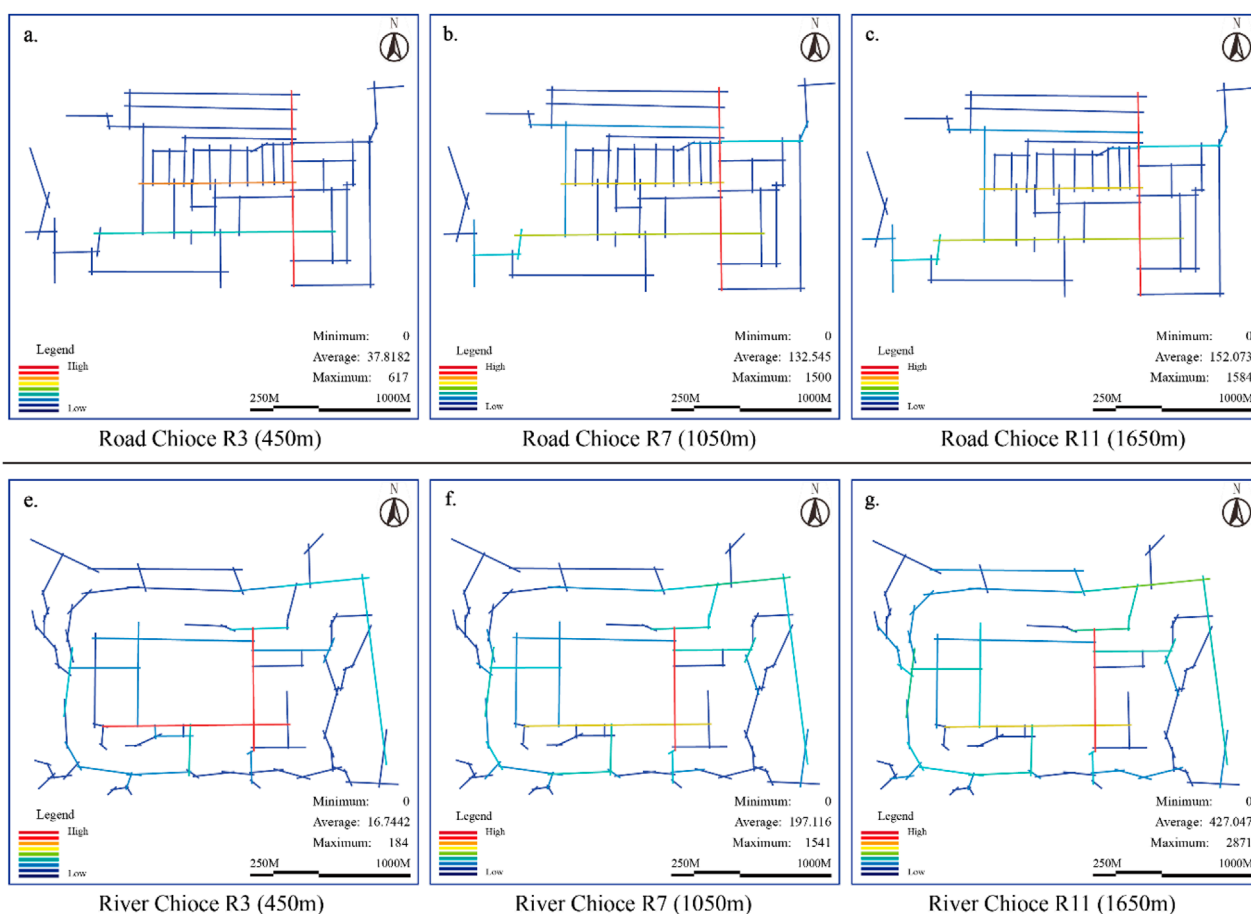 a.
N
Legend
High
Low
Minimum: 0
Average: 37.8182
Maximum: 617
250M 1000M
Road Chioce R3 (450m)
b.
N
Legend
High
Low
Minimum: 0
Average: 132.545
Maximum: 1500
250M 1000M
Road Chioce R7 (1050m)
c.
N
Legend
High
Low
Minimum: 0
Average: 152.073
Maximum: 1584
250M 1000M
Road Chioce R11 (1650m)
e.
N
Legend
High
Low
Minimum: 0
Average: 16.7442
Maximum: 184
250M 1000M
River Chioce R3 (450m)
f.
N
Legend
High
Low
Minimum: 0
Average: 197.116
Maximum: 1541
250M 1000M
River Chioce R7 (1050m)
g.
N
Legend
High
Low
Minimum: 0
Average: 427.047
Maximum: 2871
250M 1000M
River Chioce R11 (1650m)